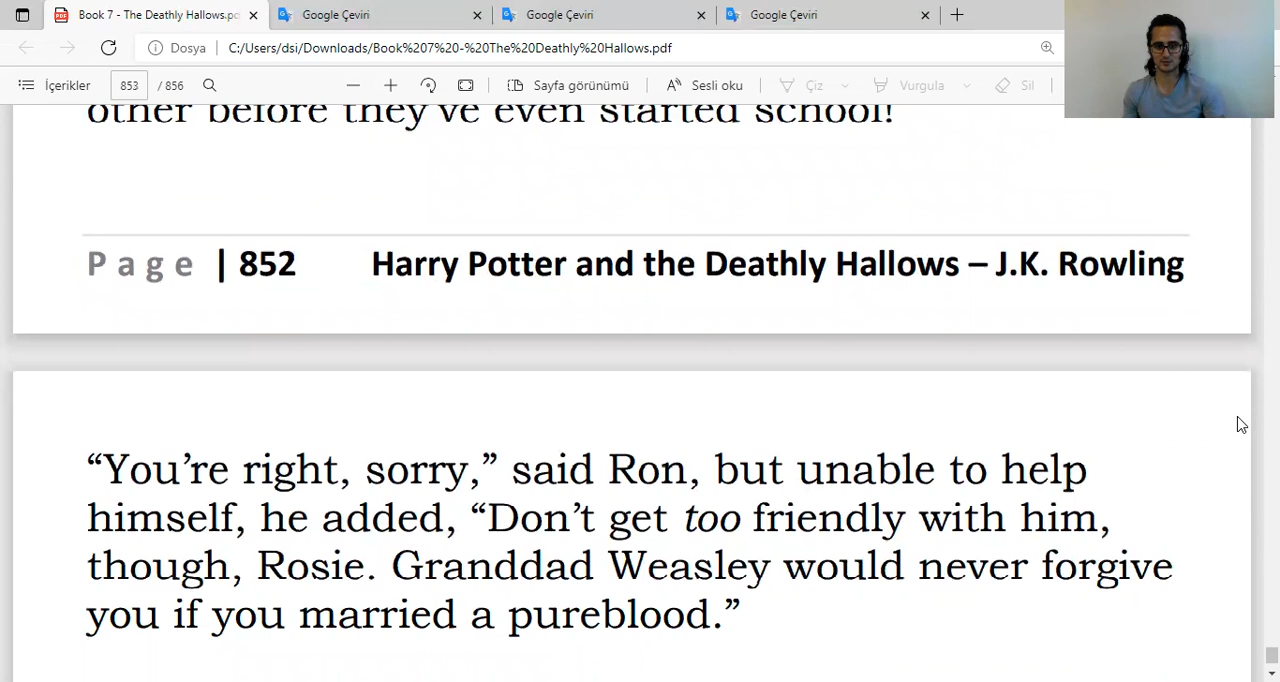 Book 7 - The Deathly Hallows.pd
Google Çeviri
Google Çeviri
Google Çeviri
Dosya
C:/Users/dsi/Downloads/Book%207%20-%20The%20Deathly%20Hallows.pdf
İçerikler
853 / 856
Sayfa görünümü
Sesli oku
Çiz
Vurgula
Sil
other before they’ve even started school!
Page | 852 Harry Potter and the Deathly Hallows – J.K. Rowling
“You’re right, sorry,” said Ron, but unable to help
himself, he added, “Don’t get too friendly with him,
though, Rosie. Granddad Weasley would never forgive
you if you married a pureblood.”